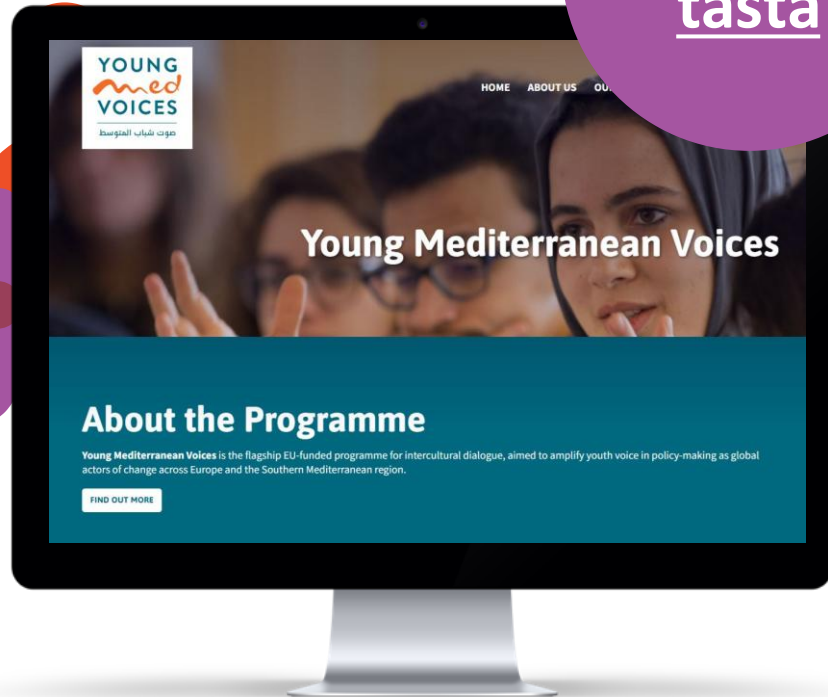 tasta
YOUNG
med
VOICES
صوت شباب المتوسط
HOME ABOUT US
Young Mediterranean Voices
About the Programme
Young Mediterranean Voices is the flagship EU-funded programme for intercultural dialogue, aimed to amplify youth voice in policy-making as global
actors of change across Europe and the Southern Mediterranean region.
FIND OUT MORE